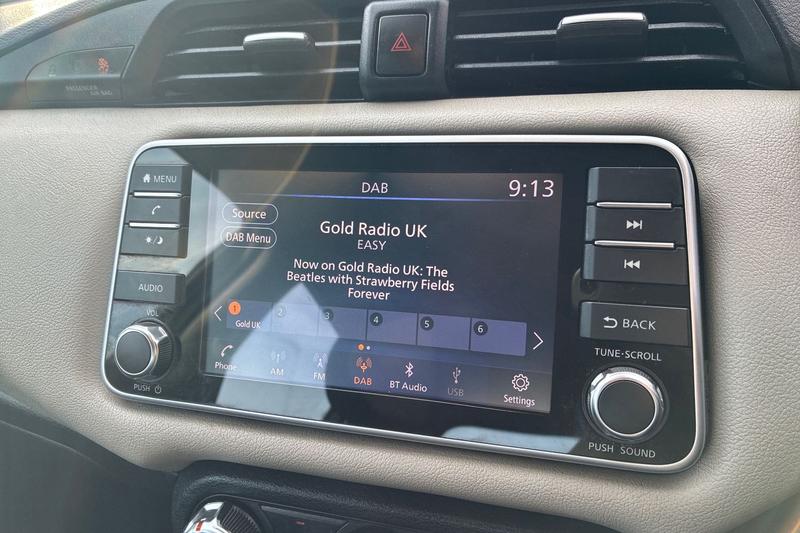 PASSENGER
AIR BAG
MENU
DAB
9:13
Source
DAB Menu
Gold Radio UK
EASY
Now on Gold Radio UK: The
Beatles with Strawberry Fields
Forever
AUDIO
VOL
PUSH
1
2
3
4
5
6
Gold UK
Phone
AM
FM
DAB
BT Audio
USB
Settings
BACK
TUNE·SCROLL
PUSH SOUND